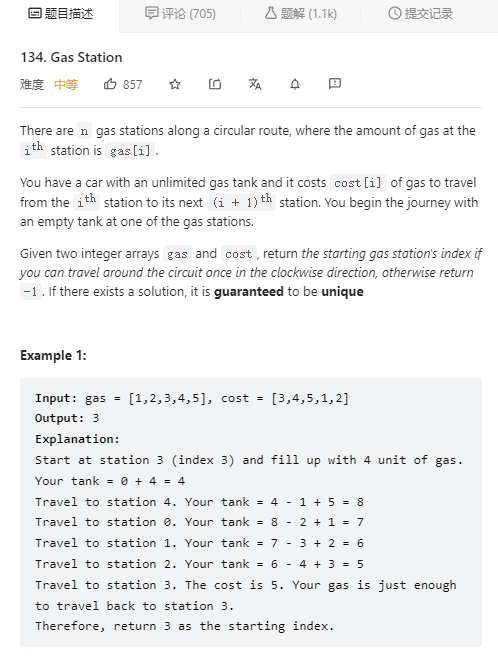 题目描述 评论 (705) 题解 (1.1k) 提交记录
134. Gas Station
难度 中等 857
There are n gas stations along a circular route, where the amount of gas at the
ith station is gas[i] .
You have a car with an unlimited gas tank and it costs cost[i] of gas to travel
from the ith station to its next (i + 1)th station. You begin the journey with
an empty tank at one of the gas stations.
Given two integer arrays gas and cost , return the starting gas station's index if
you can travel around the circuit once in the clockwise direction, otherwise return
-1 . If there exists a solution, it is guaranteed to be unique
Example 1:
Input: gas = [1,2,3,4,5], cost = [3,4,5,1,2]
Output: 3
Explanation:
Start at station 3 (index 3) and fill up with 4 unit of gas.
Your tank = 0 + 4 = 4
Travel to station 4. Your tank = 4 - 1 + 5 = 8
Travel to station 0. Your tank = 8 - 2 + 1 = 7
Travel to station 1. Your tank = 7 - 3 + 2 = 6
Travel to station 2. Your tank = 6 - 4 + 3 = 5
Travel to station 3. The cost is 5. Your gas is just enough
to travel back to station 3.
Therefore, return 3 as the starting index.